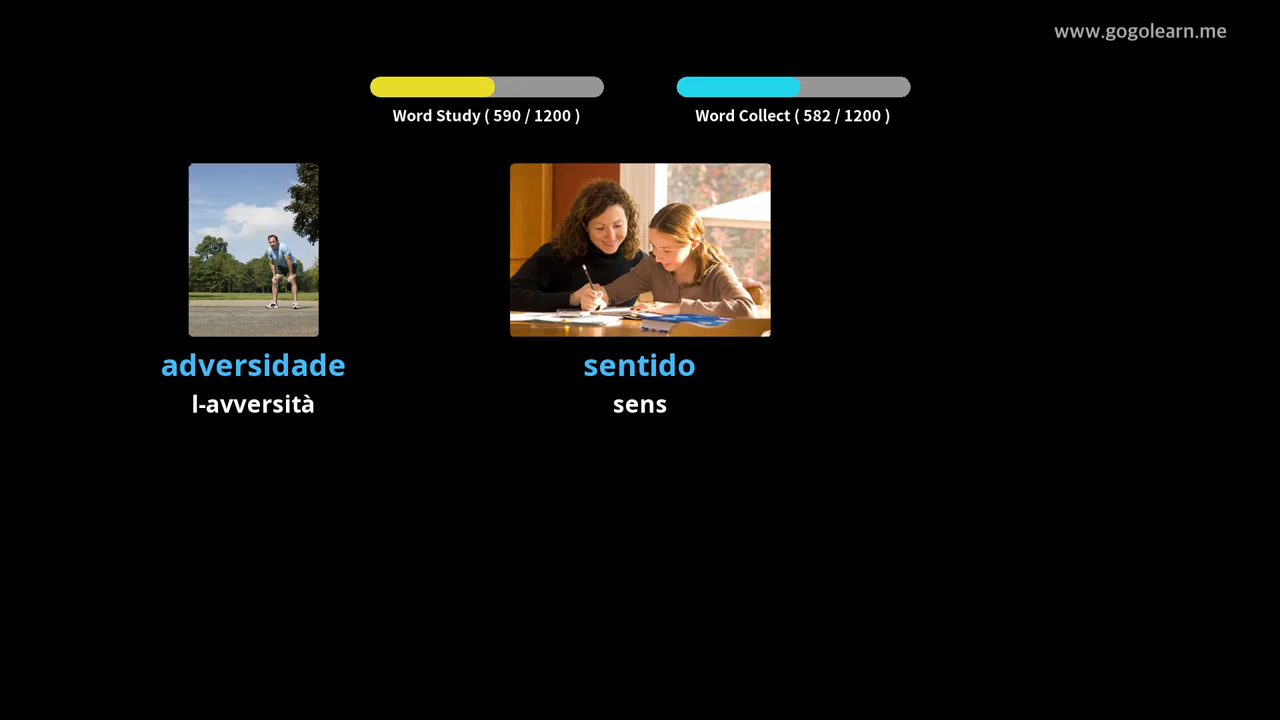 www.gogolearn.me
Word Study ( 590 / 1200 )
Word Collect ( 582 / 1200 )
adversidade
l-avversità
sentido
sens